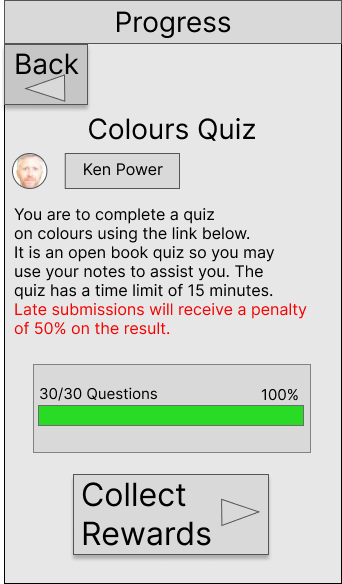 Progress
Back
Colours Quiz
Ken Power
You are to complete a quiz
on colours using the link below.
It is an open book quiz so you may
use your notes to assist you. The
quiz has a time limit of 15 minutes.
Late submissions will receive a penalty
of 50% on the result.
30/30 Questions 100%
Collect
Rewards